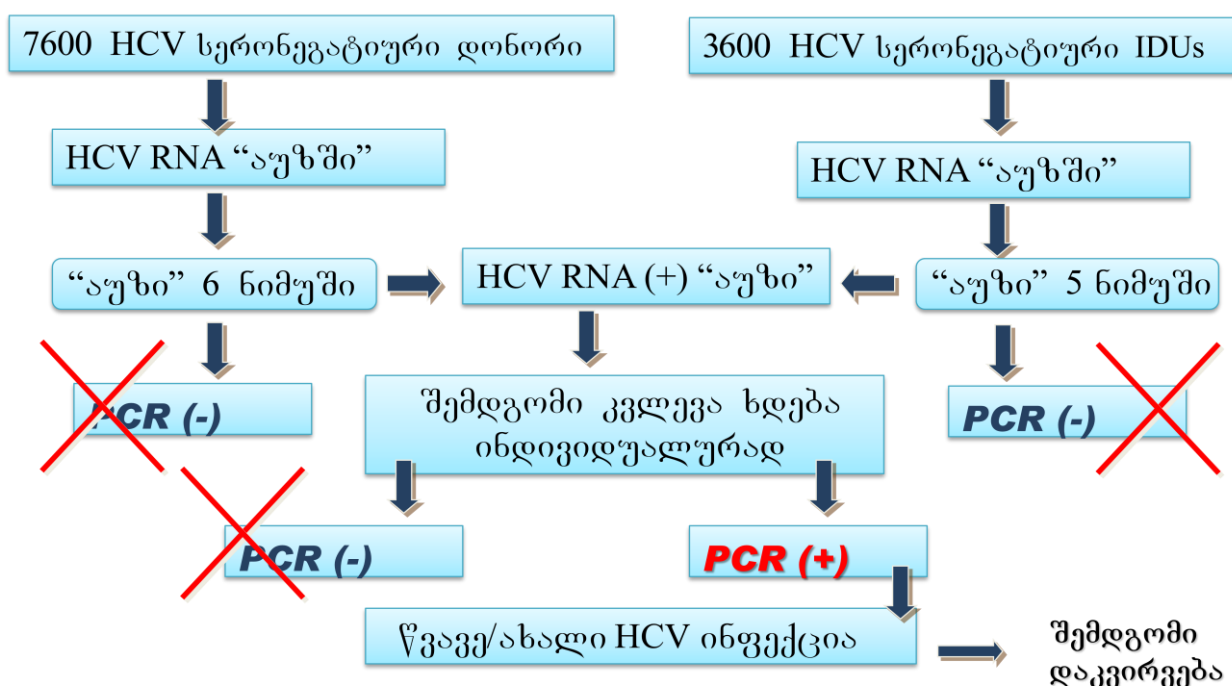 7600 HCV სერონეგატიური დონორი
3600 HCV სერონეგატიური IDUs
HCV RNA “აუზში”
HCV RNA “აუზში”
“აუზი” 6 ნიმუში
HCV RNA (+) “აუზი”
“აუზი” 5 ნიმუში
PCR (-)
შემდგომი კვლევა ხდება
ინდივიდუალურად
PCR (-)
PCR (-)
PCR (+)
წვავე/ახალი HCV ინფექცია
შემდგომი
დაკვირვება